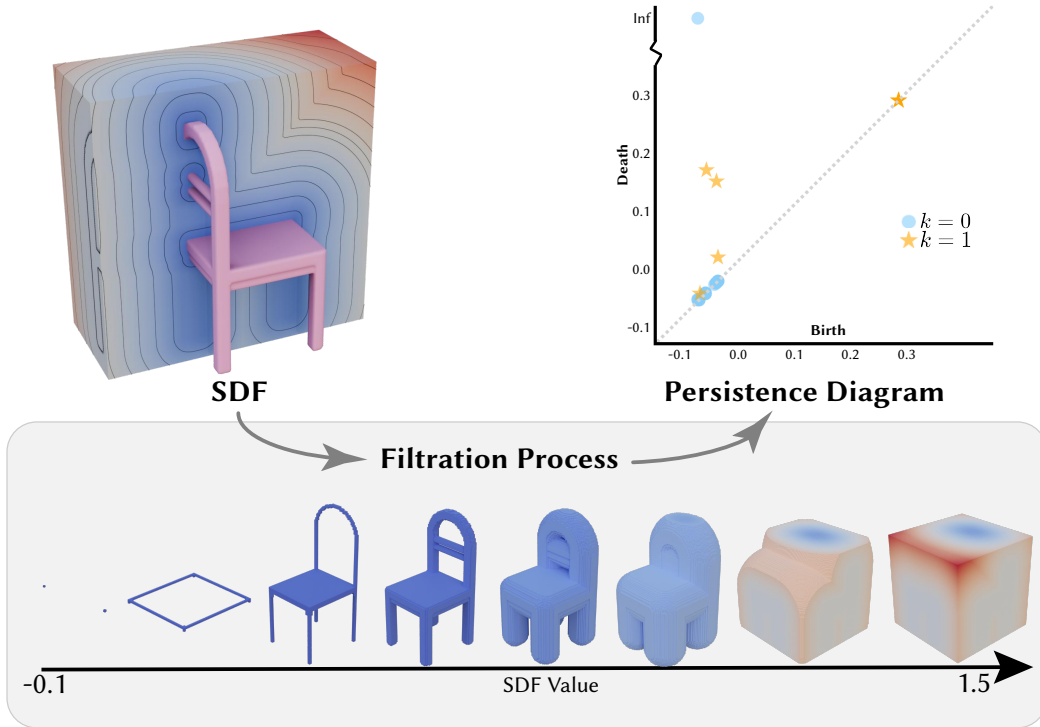 Inf
0.3
0.2
0.1
0.0
-0.1
Death
k = 0
k = 1
Birth
-0.1 0.0 0.1 0.2 0.3
SDF
Persistence Diagram
Filtration Process
-0.1
SDF Value
1.5